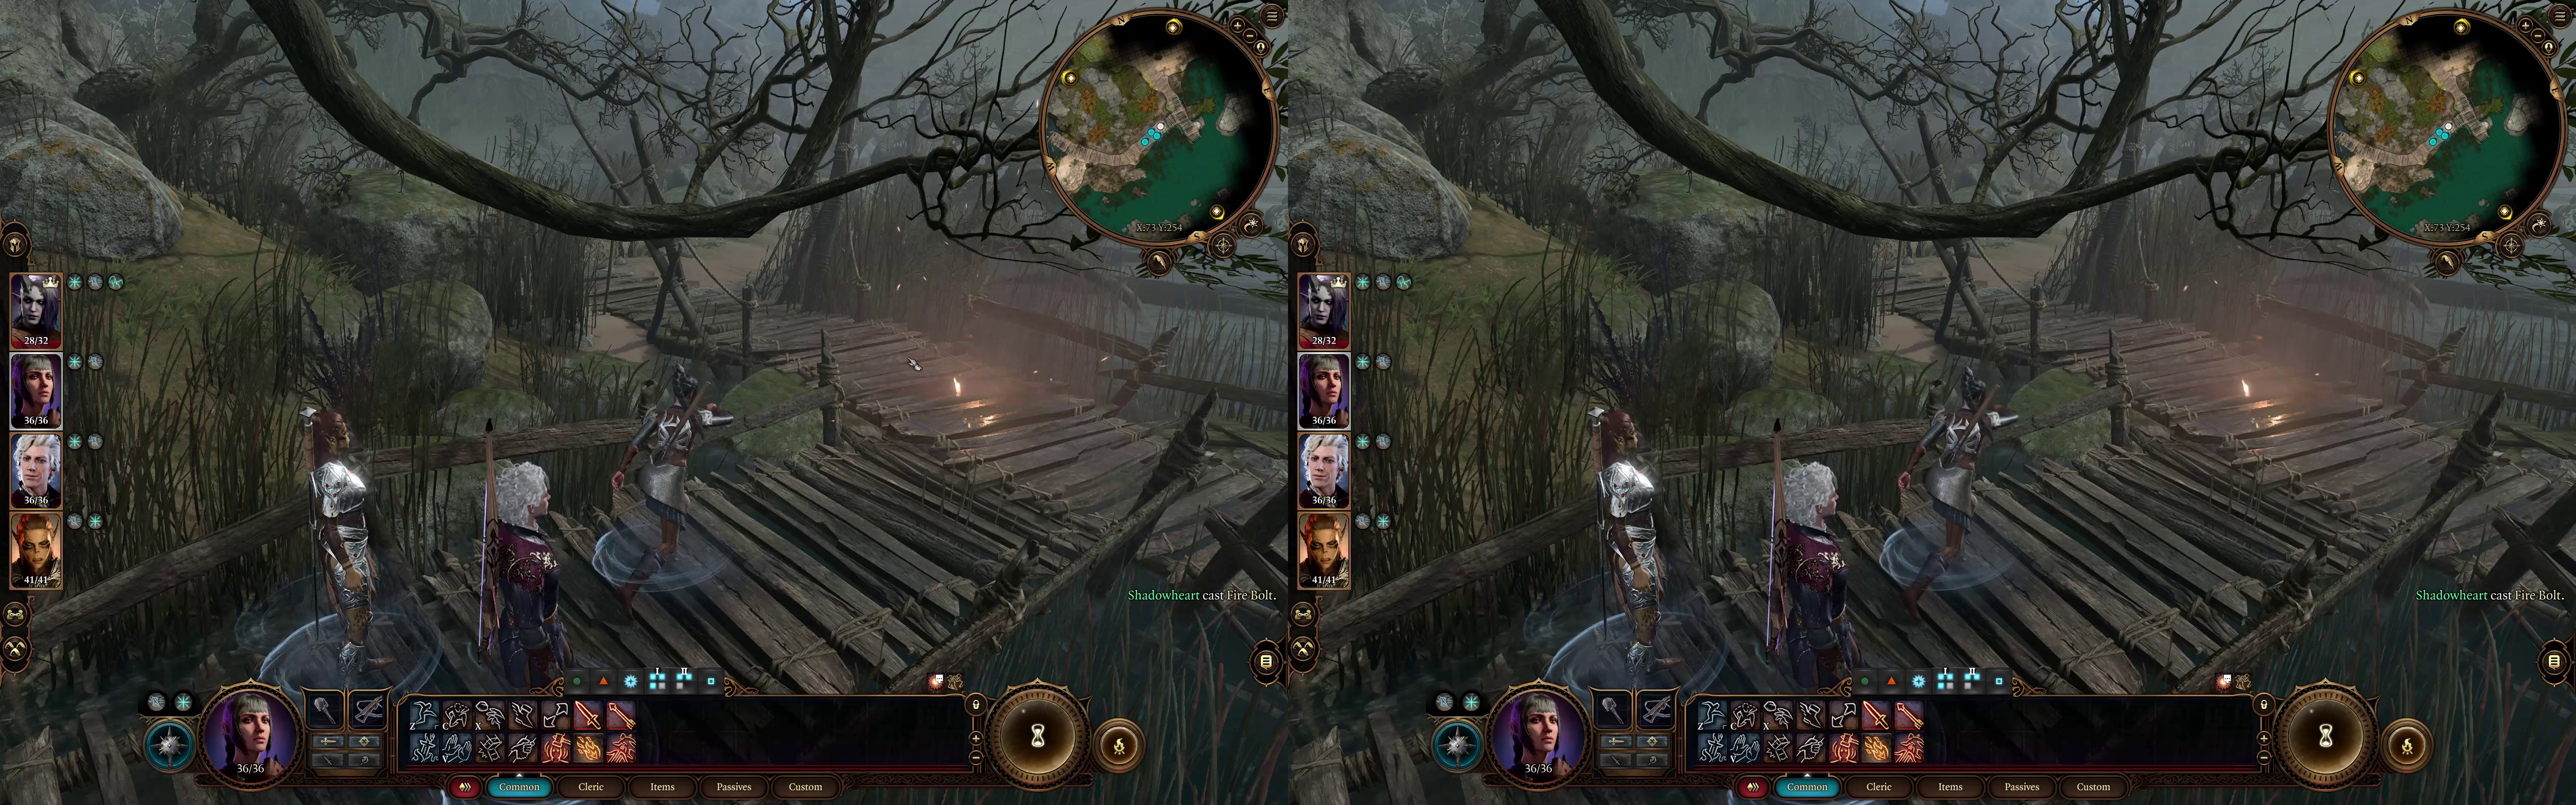 N
X:73 Y:254
S
28/32
36/36
36/36
41/41
Shadowheart cast Fire Bolt.
I
II
Z
C
X
V
36/36
Common
Cleric
Items
Passives
Custom
N
X:73 Y:254
S
28/32
36/36
36/36
41/41
Shadowheart cast Fire Bolt.
I
II
Z
C
X
V
36/36
Common
Cleric
Items
Passives
Custom